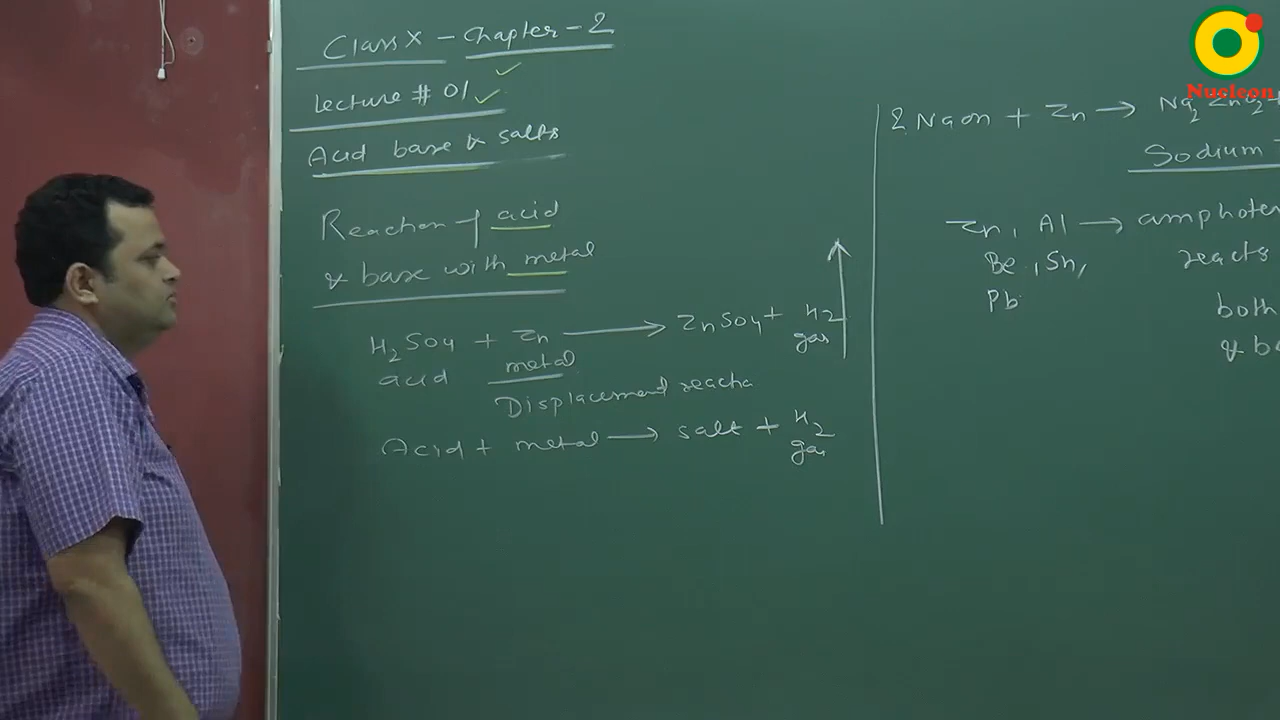 Class X - Chapter - 2
Lecture # 01
Acid base & salts
Reaction of acid
& base with metal
H2SO4 + Zn → ZnSO4 + H2
gas
acid metal
Displacement reactn
Acid + metal → salt + H2
gas
2 NaOH + Zn → Na2 ZnO2 +
Sodium -
Zn, Al → amphoter
Be, Sn, reacts
Pb both
&
Nucleon